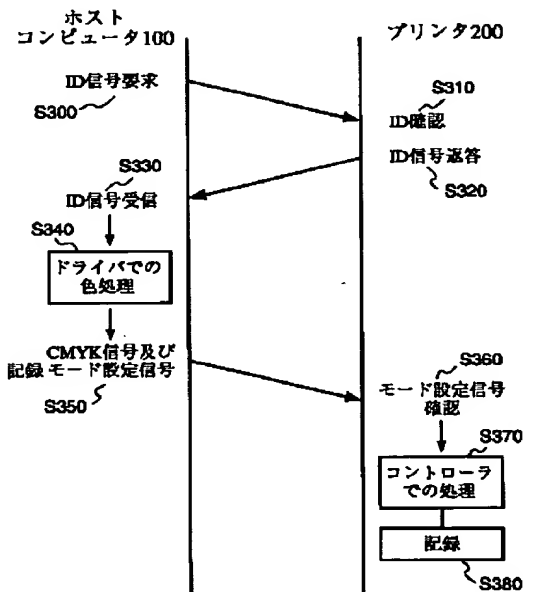 ホスト
コンピュータ100
プリンタ200
ID信号要求
S300
S310
ID確認
ID信号返答
S320
S330
ID信号受信
S340
ドライバでの
色処理
CMYK信号及び
記録モード設定信号
S350
S360
モード設定信号
確認
S370
コントローラ
での処理
記録
S380